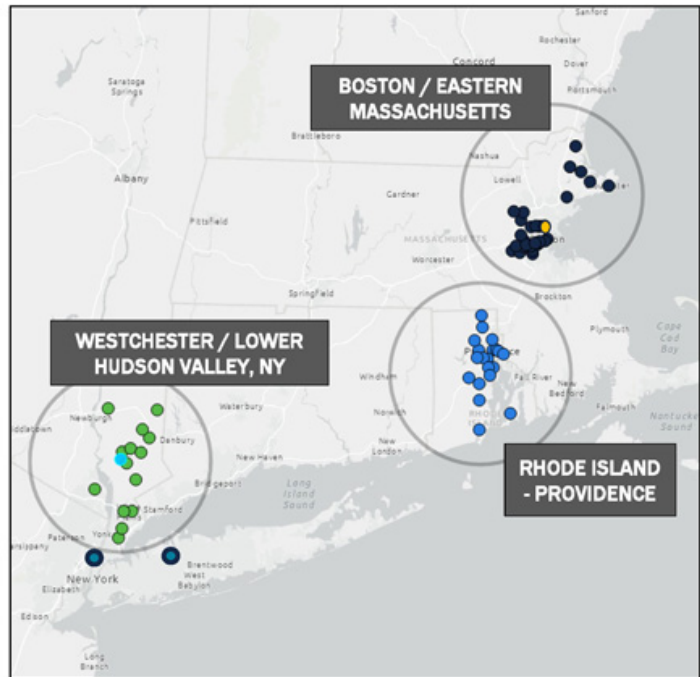 Sanford
Rochester
Concord
Dover
Saratoga
Springs
Portsmouth
BOSTON / EASTERN
MASSACHUSETTS
Brattleboro
Nashua
Lowell
Albany
Gardner
Pittsfield
MASSACHUSETTS
Worcester
Springfield
Brockton
Plymouth
Cape
Cod
Bay
WESTCHESTER / LOWER
HUDSON VALLEY, NY
Windham
Fall River
New
Bedford
Falmouth
Nantucket
Sound
Waterbury
Norwich
RHODE
New
London
Newburgh
Danbury
New Haven
Bridgeport
Long
Island
Sound
RHODE ISLAND
- PROVIDENCE
Stamford
Paterson
New York
Brentwood
West
Babylon
Elizabeth
Edison
Long
Branch